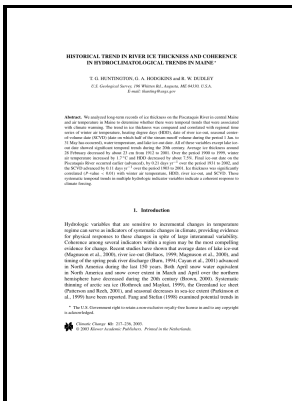 HISTORICAL TREND IN RIVER ICE THICKNESS AND COHERENCE
IN HYDROCLIMATOLOGICAL TRENDS IN MAINE*
T. G. HUNTINGTON, G. A. HODGKINS and R. W. DUDLEY
U.S. Geological Survey, 196 Whitten Rd., Augusta, ME 04330, U.S.A.
E-mail: thunting@usgs.gov
Abstract. We analyzed long-term records of ice thickness on the Piscataquis River in central Maine
and air temperature in Maine to determine whether there were temporal trends that were associated
with climate warming. The trend in ice thickness was compared and correlated with regional time
series of winter air temperature, heating degree days (HDD), date of river ice-out, seasonal center-
of-volume date (SCVD) (date on which half of the stream runoff volume during the period 1 Jan. to
31 May has occurred), water temperature, and lake ice-out date. All of these variables except lake ice-
out date showed significant temporal trends during the 20th century. Average ice thickness around
28 February decreased by about 23 cm from 1912 to 2001. Over the period 1900 to 1999, winter
air temperature increased by 1.7 °C and HDD decreased by about 7.5%. Final ice-out date on the
Piscataquis River occurred earlier (advanced), by 0.21 days yr⁻¹ over the period 1931 to 2002, and
the SCVD advanced by 0.11 days yr⁻¹ over the period 1903 to 2001. Ice thickness was significantly
correlated (P-value < 0.01) with winter air temperature, HDD, river ice-out, and SCVD. These
systematic temporal trends in multiple hydrologic indicator variables indicate a coherent response to
climate forcing.
1. Introduction
Hydrologic variables that are sensitive to incremental changes in temperature
regime can serve as indicators of systematic changes in climate, providing evidence
for physical responses to these changes in spite of large interannual variability.
Coherence among several indicators within a region may be the most compelling
evidence for change. Recent studies have shown that average dates of lake ice-out
(Magnuson et al., 2000), river ice-out (Beltaos, 1999; Magnuson et al., 2000), and
timing of the spring peak river discharge (Burn, 1994; Cayan et al., 2001) advanced
in North America during the last 150 years. Both April snow water equivalent
in North America and snow cover extent in March and April over the northern
hemisphere have decreased during the 20th century (Brown, 2000). Systematic
thinning of arctic sea ice (Rothrock and Maykut, 1999), the Greenland ice sheet
(Paterson and Reeh, 2001), and seasonal decreases in sea-ice extent (Parkinson et
al., 1999) have been reported. Fang and Stefan (1998) examined potential trends in
* The U.S. Government right to retain a non-exclusive royalty-free licence in and to any copyright
is acknowledged.
Climatic Change 61: 217–236, 2003.
© 2003 Kluwer Academic Publishers. Printed in the Netherlands.